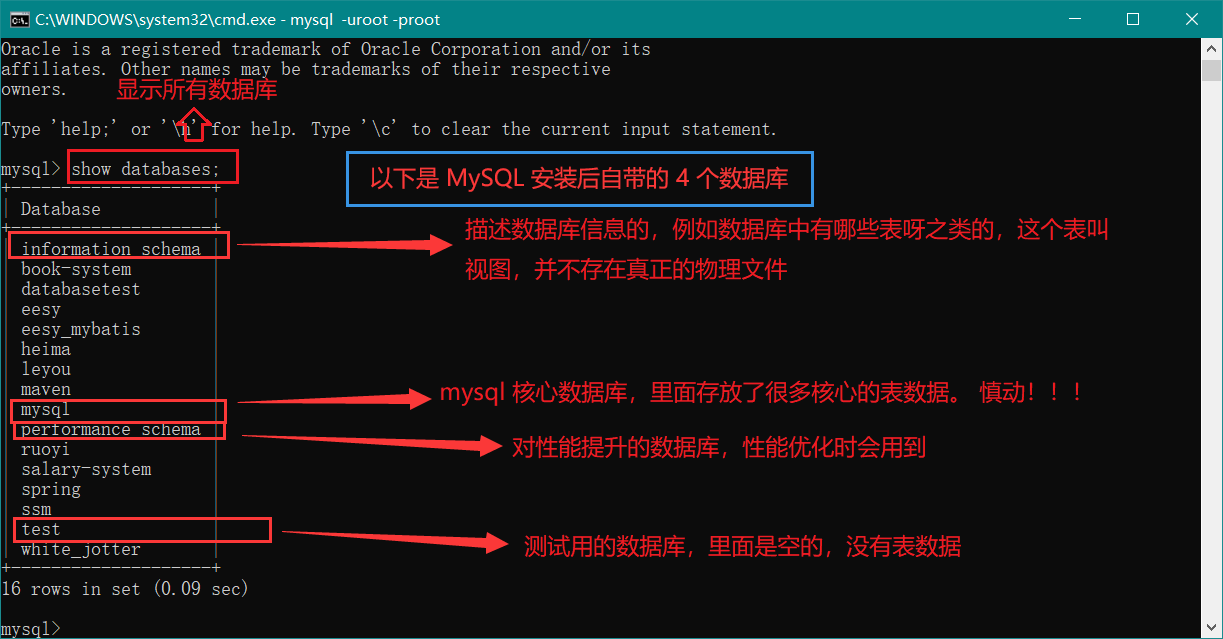 C:\WINDOWS\system32\cmd.exe - mysql  -uroot -proot
Oracle is a registered trademark of Oracle Corporation and/or its
affiliates. Other names may be trademarks of their respective
owners.
显示所有数据库
Type 'help;' or '\h' for help. Type '\c' to clear the current input statement.
mysql> show databases;
以下是 MySQL 安装后自带的 4 个数据库
+--------------------+
| Database           |
+--------------------+
描述数据库信息的，例如数据库中有哪些表呀之类的，这个表叫
视图，并不存在真正的物理文件
| information_schema |
| book-system        |
| databasetest       |
| eesy               |
| eesy_mybatis       |
| heima              |
| leyou              |
| maven              |
| mysql              |
mysql 核心数据库，里面存放了很多核心的表数据。 慎动！！！
| performance_schema |
对性能提升的数据库，性能优化时会用到
| ruoyi              |
| salary-system      |
| spring             |
| ssm                |
| test               |
测试用的数据库，里面是空的，没有表数据
| white_jotter       |
+--------------------+
16 rows in set (0.09 sec)
mysql>